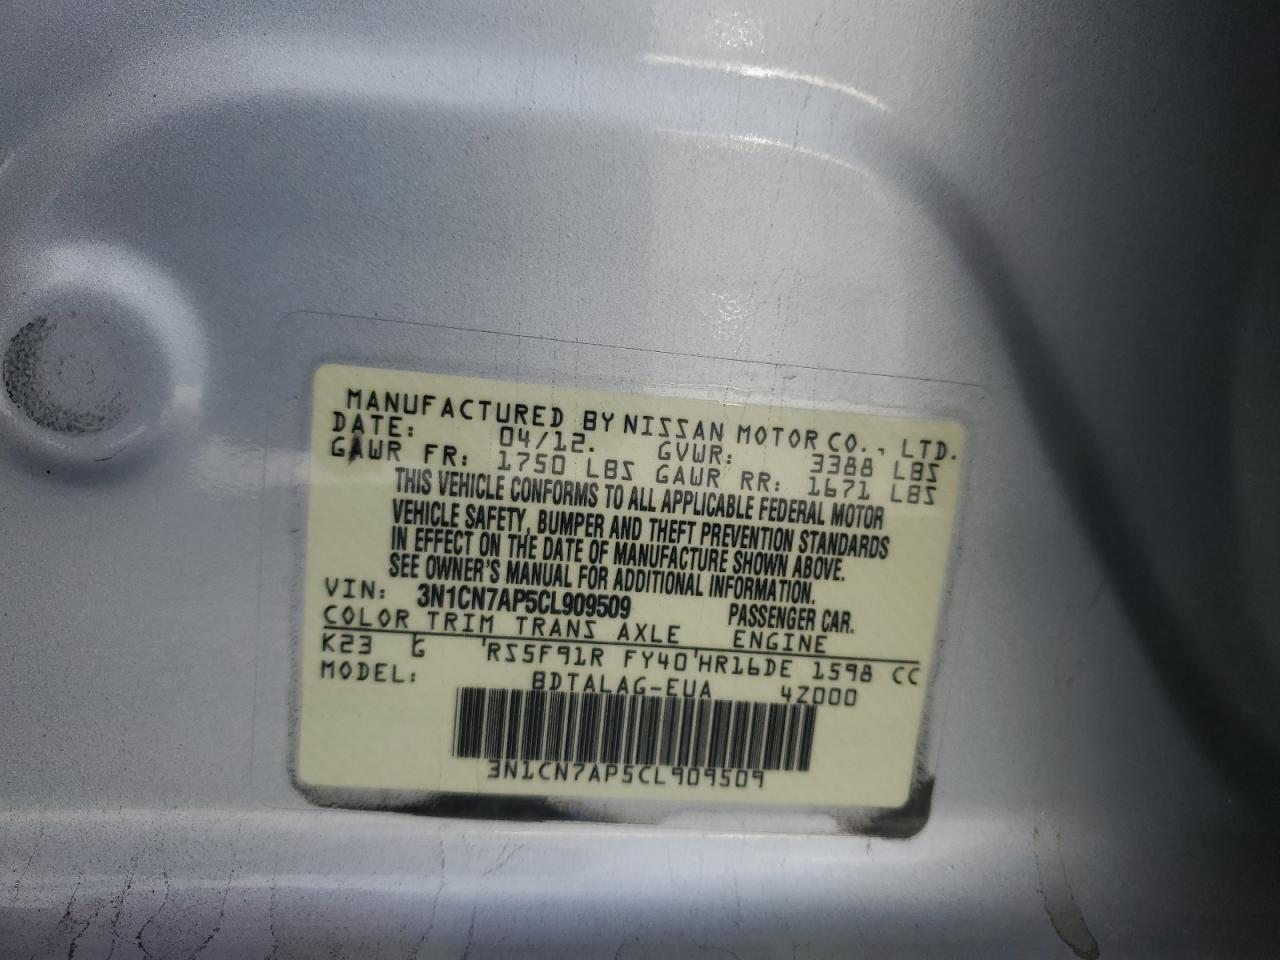 MANUFACTURED BY NISSAN MOTOR CO., LTD.
DATE: 04/12. GVWR: 3388 LBS
GAWR FR: 1750 LBS GAWR RR: 1671 LBS
THIS VEHICLE CONFORMS TO ALL APPLICABLE FEDERAL MOTOR
VEHICLE SAFETY, BUMPER AND THEFT PREVENTION STANDARDS
IN EFFECT ON THE DATE OF MANUFACTURE SHOWN ABOVE.
SEE OWNER'S MANUAL FOR ADDITIONAL INFORMATION.
VIN: 3N1CN7AP5CL909509 PASSENGER CAR.
COLOR TRIM TRANS AXLE ENGINE
K23 G RS5F91R FY40 HR16DE 1598 CC
MODEL: BDTALAG-EUA 4Z000
3N1CN7AP5CL909509